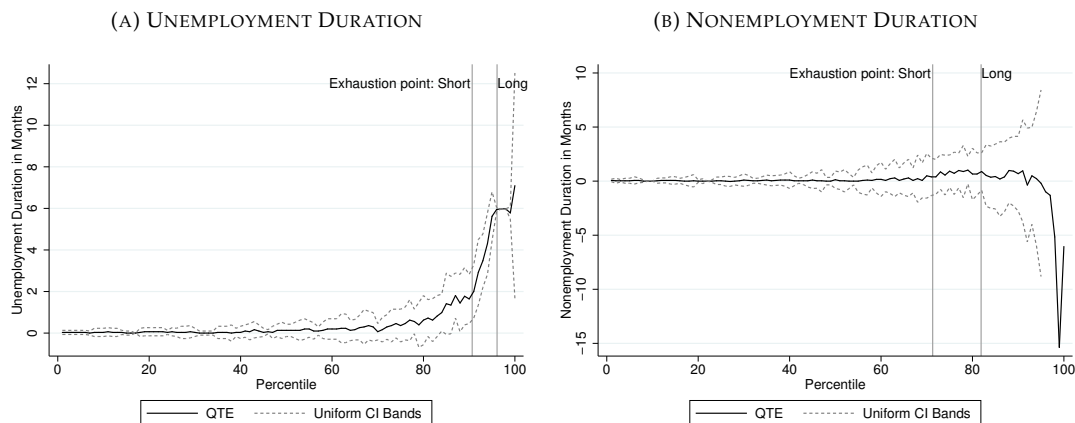 (A) UNEMPLOYMENT DURATION
Unemployment Duration in Months
12
10
8
6
4
2
0
Exhaustion point: Short
Long
0
20
40
60
80
100
Percentile
QTE
Uniform CI Bands
(B) NONEMPLOYMENT DURATION
Nonemployment Duration in Months
10
5
0
−5
−10
−15
Exhaustion point: Short
Long
0
20
40
60
80
100
Percentile
QTE
Uniform CI Bands